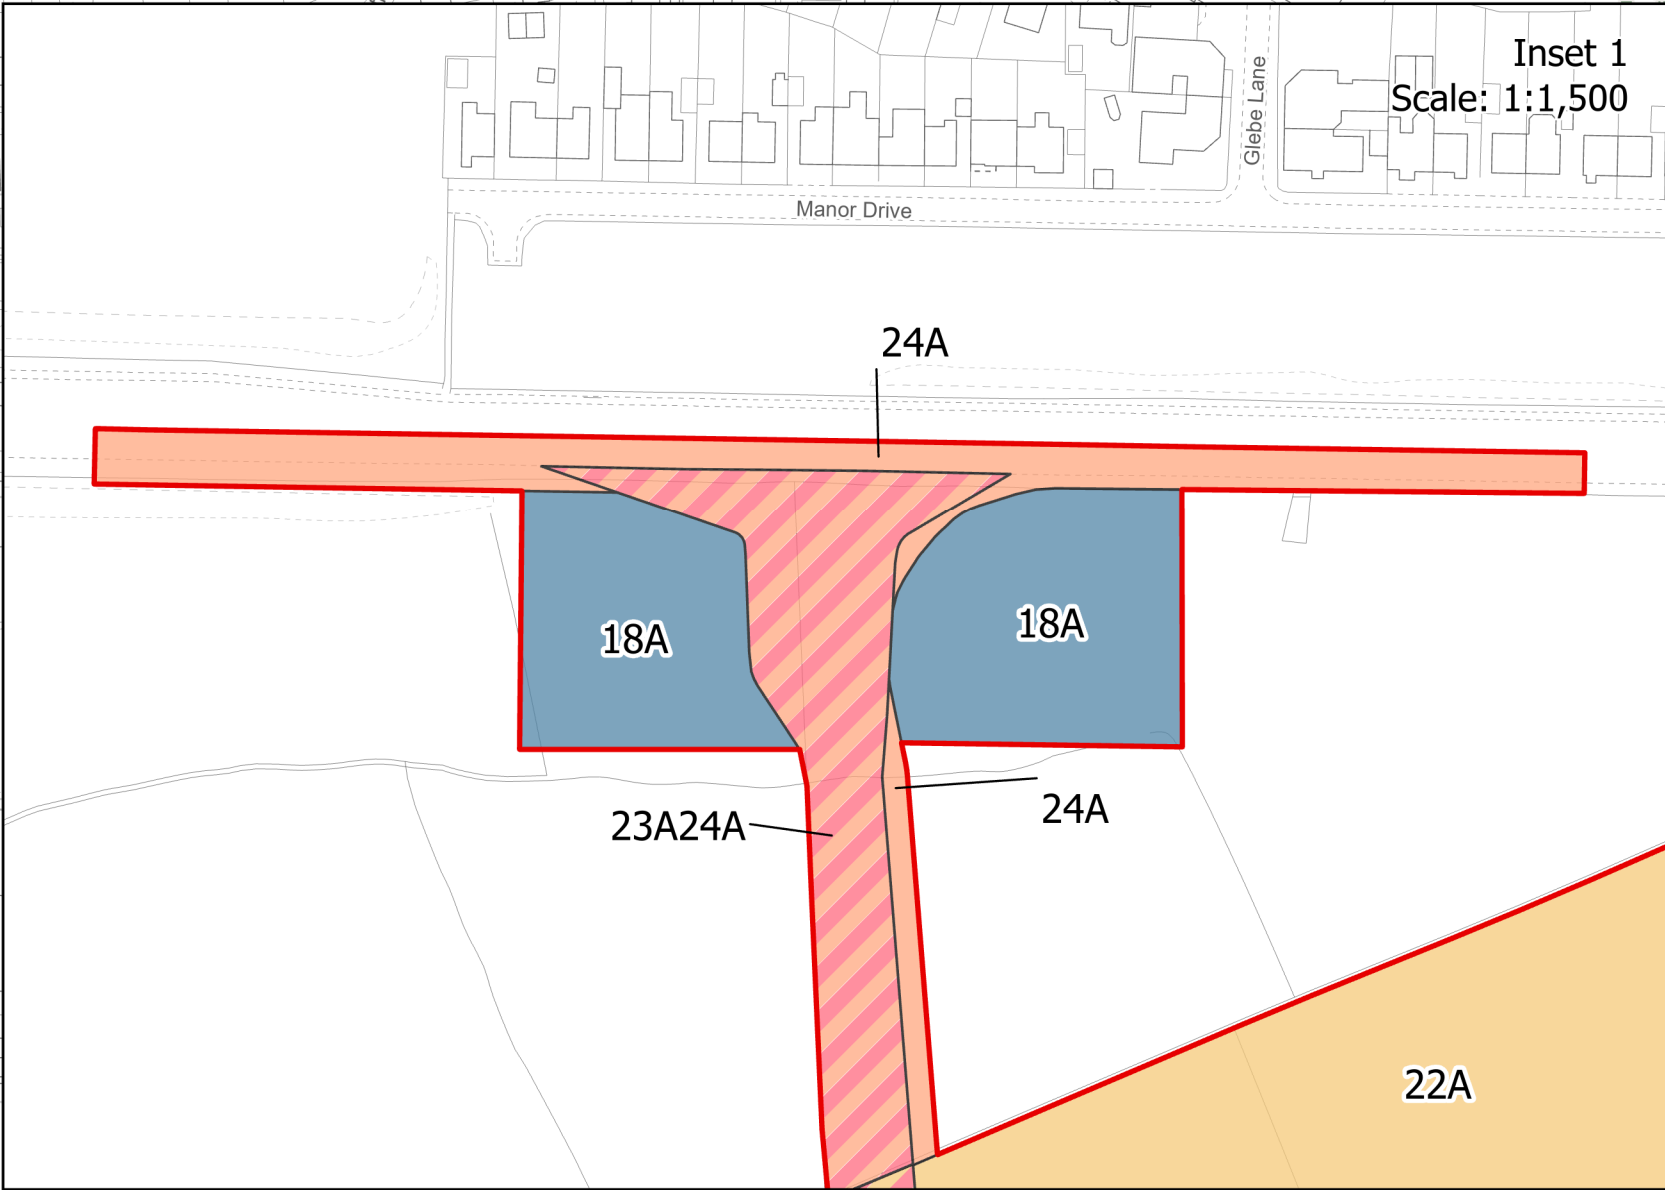 Inset 1
Scale: 1:1,500
Glebe Lane
Manor Drive
24A
18A
18A
23A24A
24A
22A